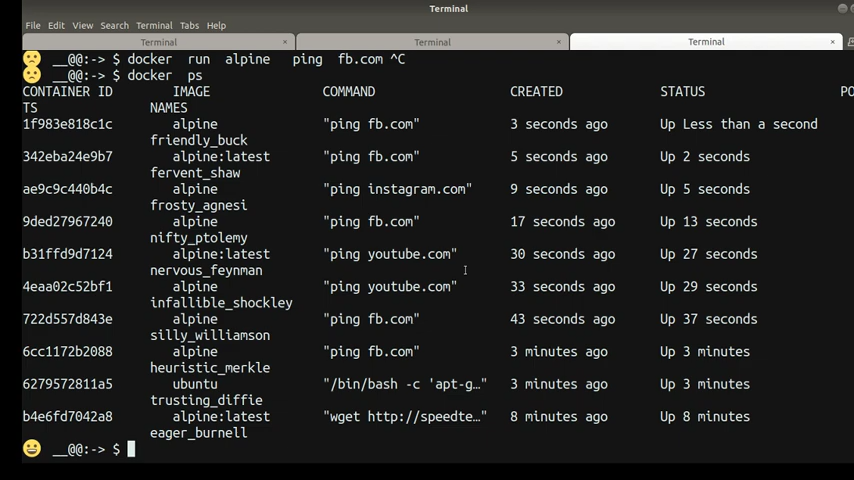 Terminal
File Edit View Search Terminal Tabs Help
Terminal × Terminal × Terminal ×
__@@:-> $ docker run alpine ping fb.com ^C
__@@:-> $ docker ps
CONTAINER ID IMAGE COMMAND CREATED STATUS PO
TS NAMES
1f983e818c1c alpine "ping fb.com" 3 seconds ago Up Less than a second
friendly_buck
342eba24e9b7 alpine:latest "ping fb.com" 5 seconds ago Up 2 seconds
fervent_shaw
ae9c9c440b4c alpine "ping instagram.com" 9 seconds ago Up 5 seconds
frosty_agnesi
9ded27967240 alpine "ping fb.com" 17 seconds ago Up 13 seconds
nifty_ptolemy
b31ffd9d7124 alpine:latest "ping youtube.com" 30 seconds ago Up 27 seconds
nervous_feynman
4eaa02c52bf1 alpine "ping youtube.com" 33 seconds ago Up 29 seconds
infallible_shockley
722d557d843e alpine "ping fb.com" 43 seconds ago Up 37 seconds
silly_williamson
6cc1172b2088 alpine "ping fb.com" 3 minutes ago Up 3 minutes
heuristic_merkle
6279572811a5 ubuntu "/bin/bash -c 'apt-g…" 3 minutes ago Up 3 minutes
trusting_diffie
b4e6fd7042a8 alpine:latest "wget http://speedte…" 8 minutes ago Up 8 minutes
eager_burnell
__@@:-> $